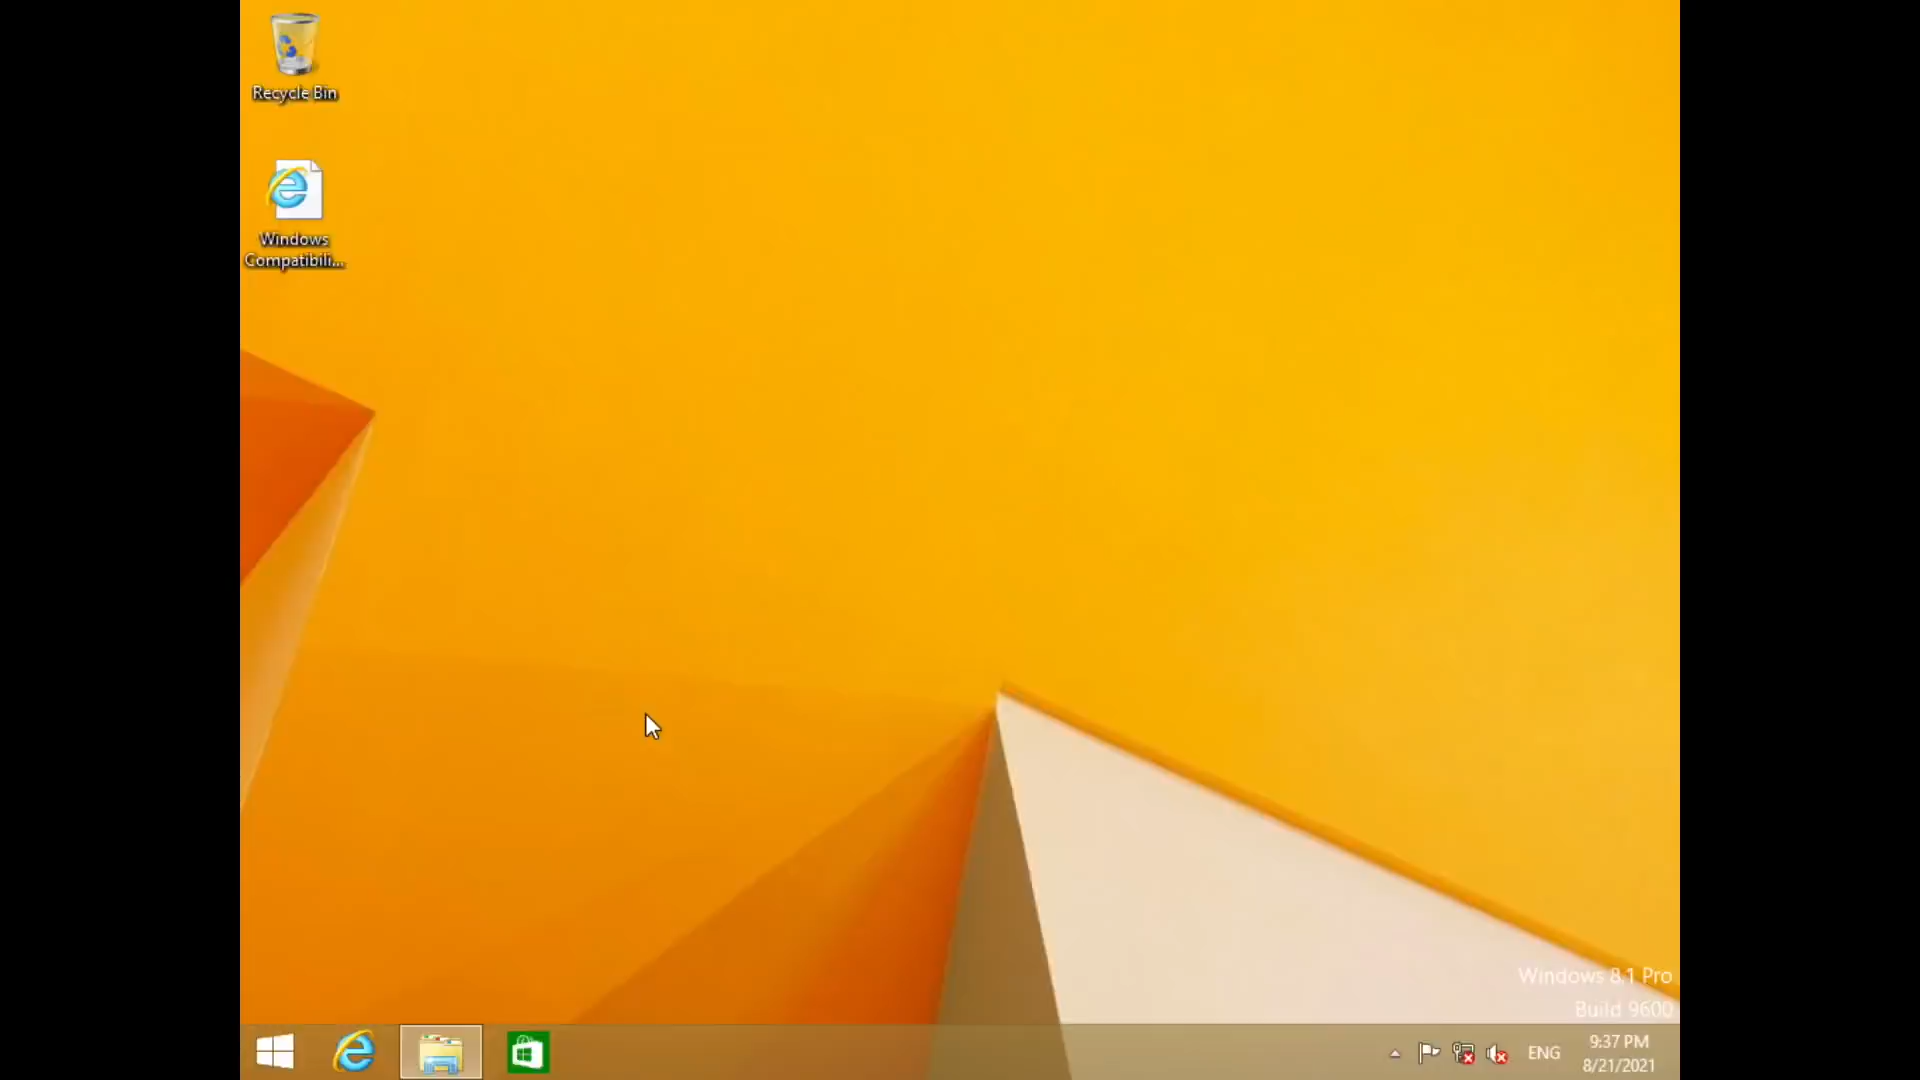 Recycle Bin
Windows
Compatibili...
Windows 8.1 Pro
Build 9600
ENG
9:37 PM
8/21/2021